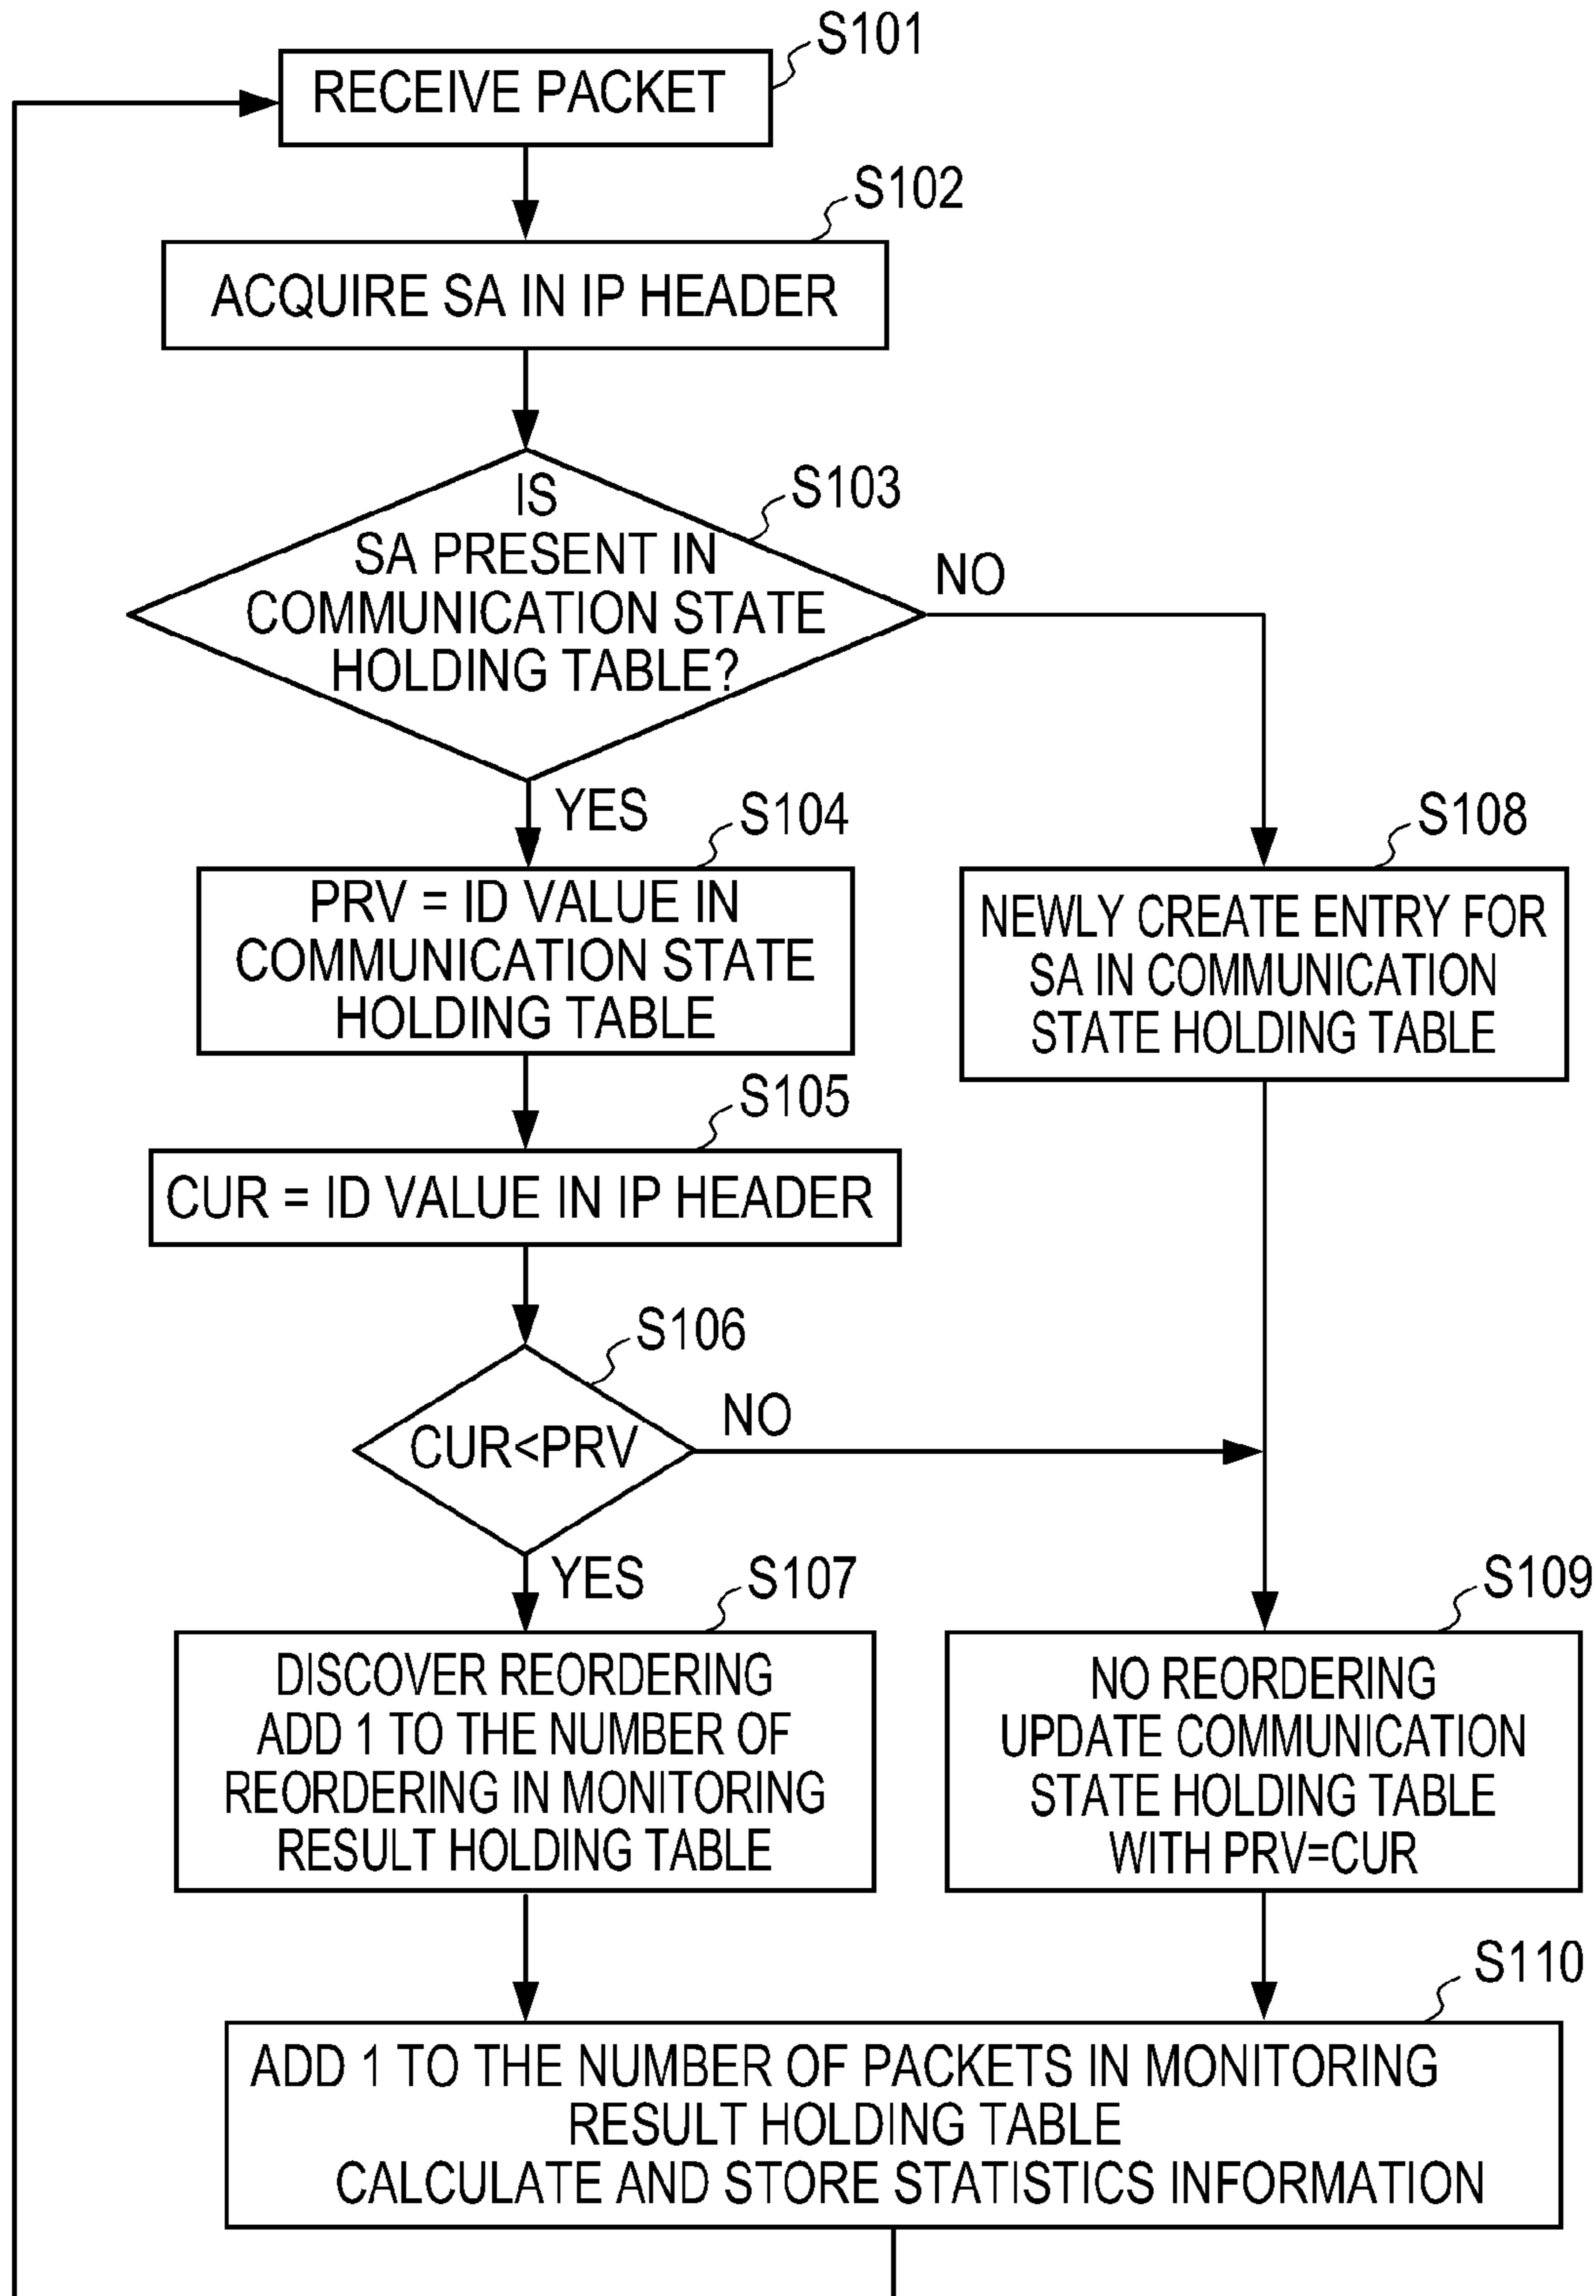 S101
RECEIVE PACKET
S102
ACQUIRE SA IN IP HEADER
S103
IS
SA PRESENT IN
COMMUNICATION STATE
HOLDING TABLE?
NO
YES
S104
PRV = ID VALUE IN
COMMUNICATION STATE
HOLDING TABLE
S108
NEWLY CREATE ENTRY FOR
SA IN COMMUNICATION
STATE HOLDING TABLE
S105
CUR = ID VALUE IN IP HEADER
S106
CUR<PRV
NO
YES
S107
DISCOVER REORDERING
ADD 1 TO THE NUMBER OF
REORDERING IN MONITORING
RESULT HOLDING TABLE
S109
NO REORDERING
UPDATE COMMUNICATION
STATE HOLDING TABLE
WITH PRV=CUR
S110
ADD 1 TO THE NUMBER OF PACKETS IN MONITORING
RESULT HOLDING TABLE
CALCULATE AND STORE STATISTICS INFORMATION